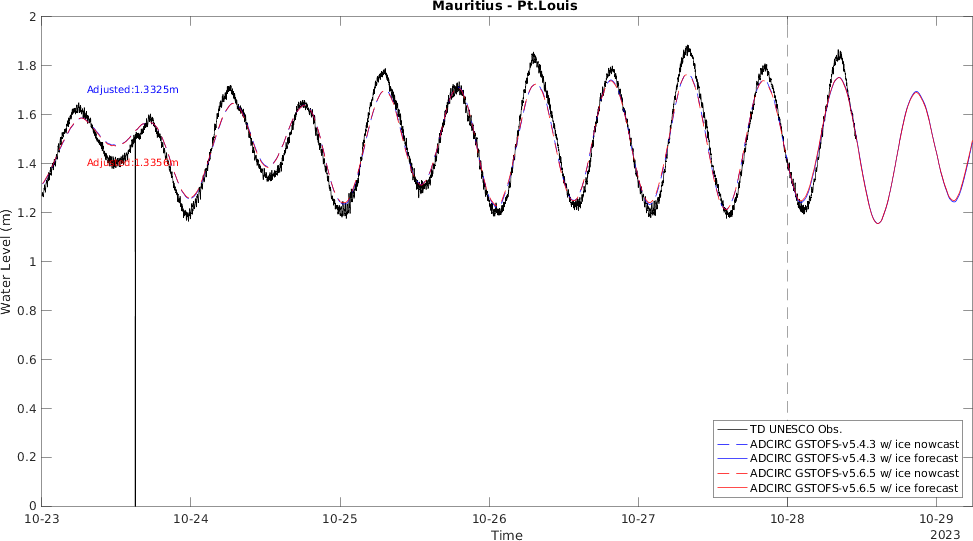 Mauritius - Pt.Louis
2
1.8
1.6
1.4
1.2
1
0.8
0.6
0.4
0.2
0
Water Level (m)
Adjusted:1.3325m
Adjusted:1.3356m
TD UNESCO Obs.
ADCIRC GSTOFS-v5.4.3 w/ ice nowcast
ADCIRC GSTOFS-v5.4.3 w/ ice forecast
ADCIRC GSTOFS-v5.6.5 w/ ice nowcast
ADCIRC GSTOFS-v5.6.5 w/ ice forecast
10-23 10-24 10-25 10-26 10-27 10-28 10-29
Time
2023